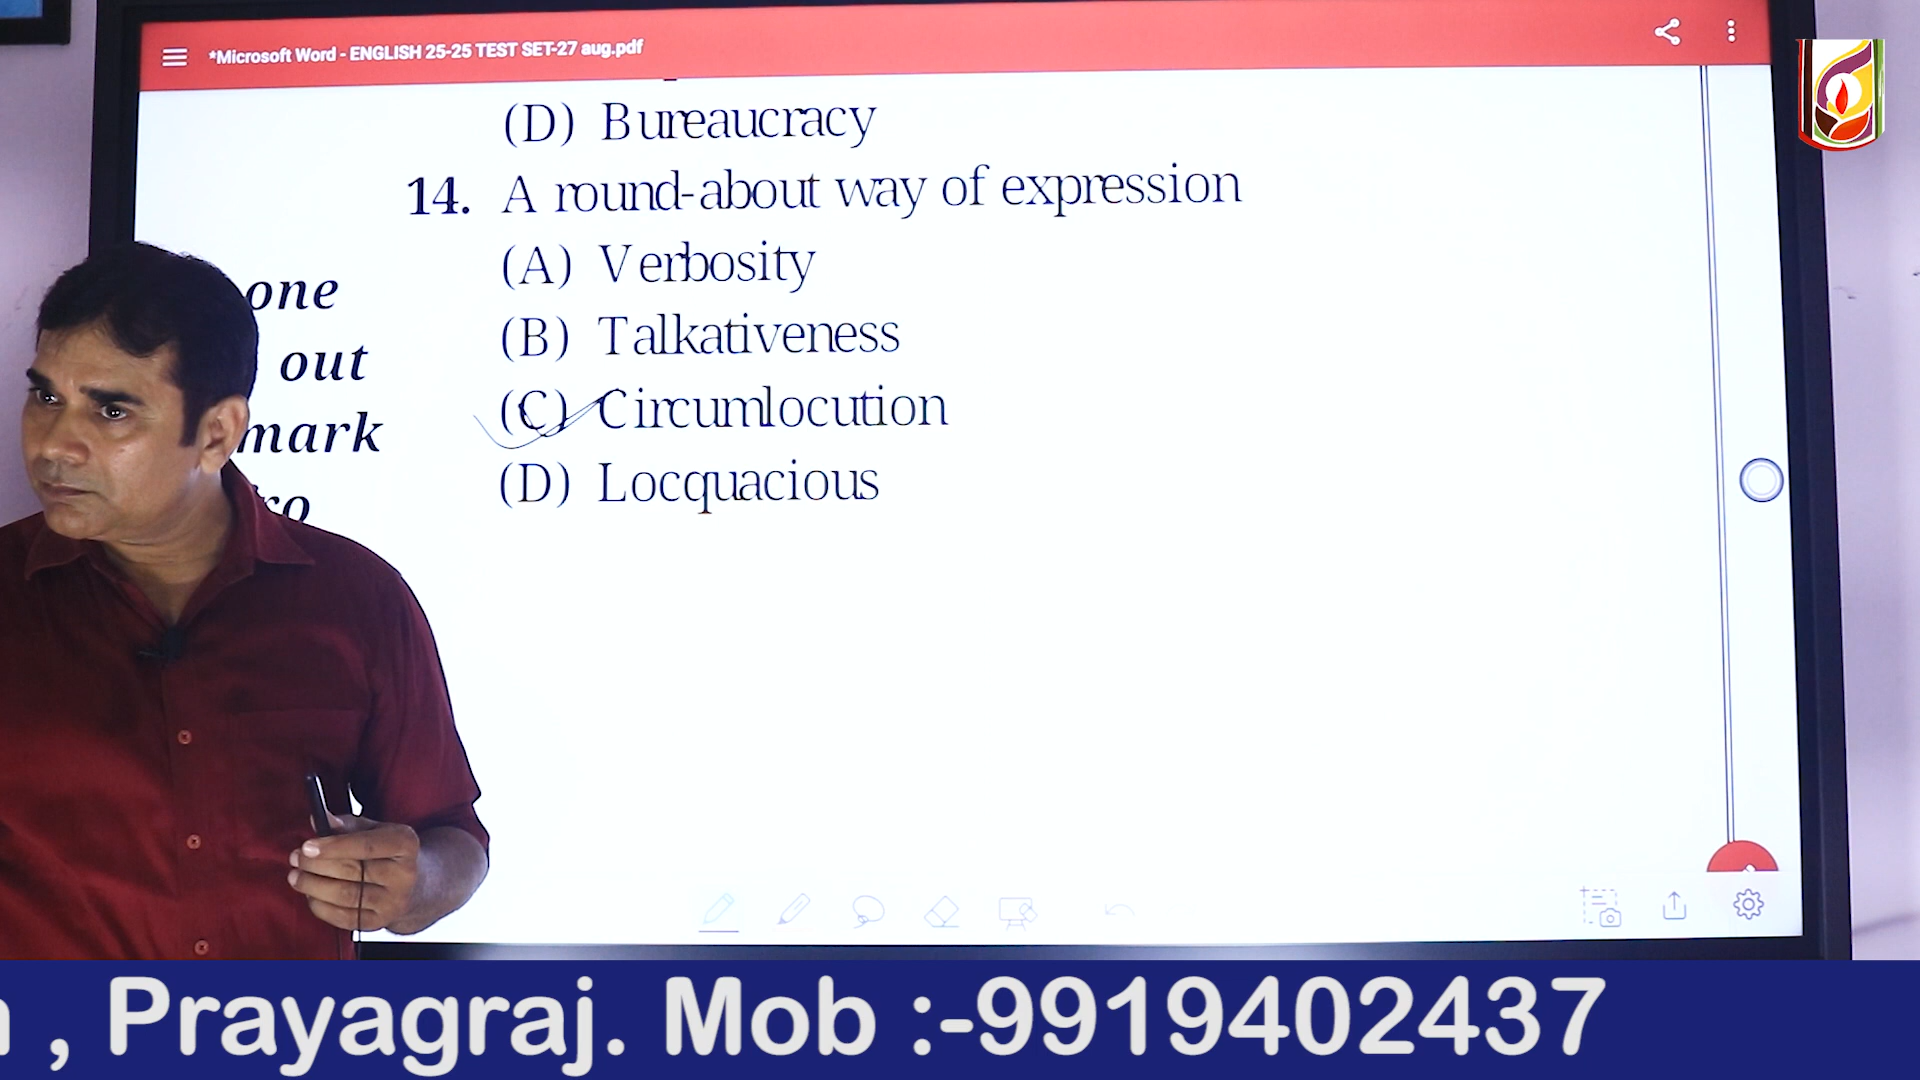 *Microsoft Word - ENGLISH 25-25 TEST SET-27 aug.pdf
(D) Bureaucracy
14. A round-about way of expression
(A) Verbosity
(B) Talkativeness
(C) Circumlocution
(D) Locquacious
one
out
mark
, Prayagraj. Mob :-9919402437